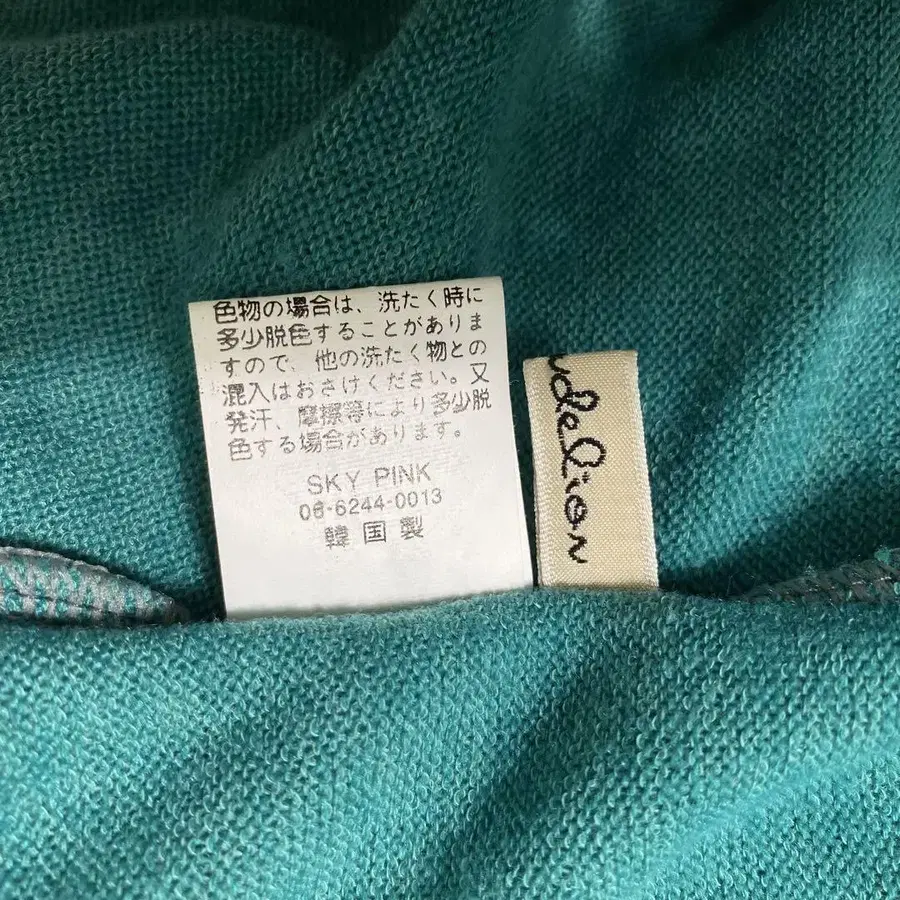 色物の場合は、洗たく時に
多少脱色することがありま
すので、他の洗たく物との
混入はおさけください。又
発汗、摩擦等により多少脱
色する場合があります。
SKY PINK
06-6244-0013
韓国製